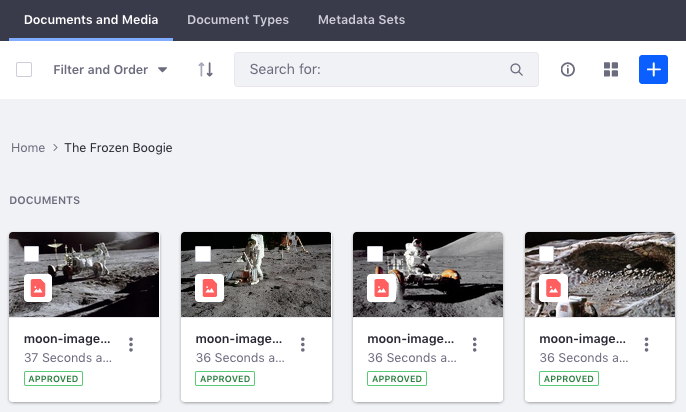 Documents and Media Document Types Metadata Sets
Filter and Order Search for:
Home > The Frozen Boogie
DOCUMENTS
moon-image... moon-image... moon-image... moon-image...
37 Seconds a... 36 Seconds a... 36 Seconds a... 36 Seconds a...
APPROVED APPROVED APPROVED APPROVED